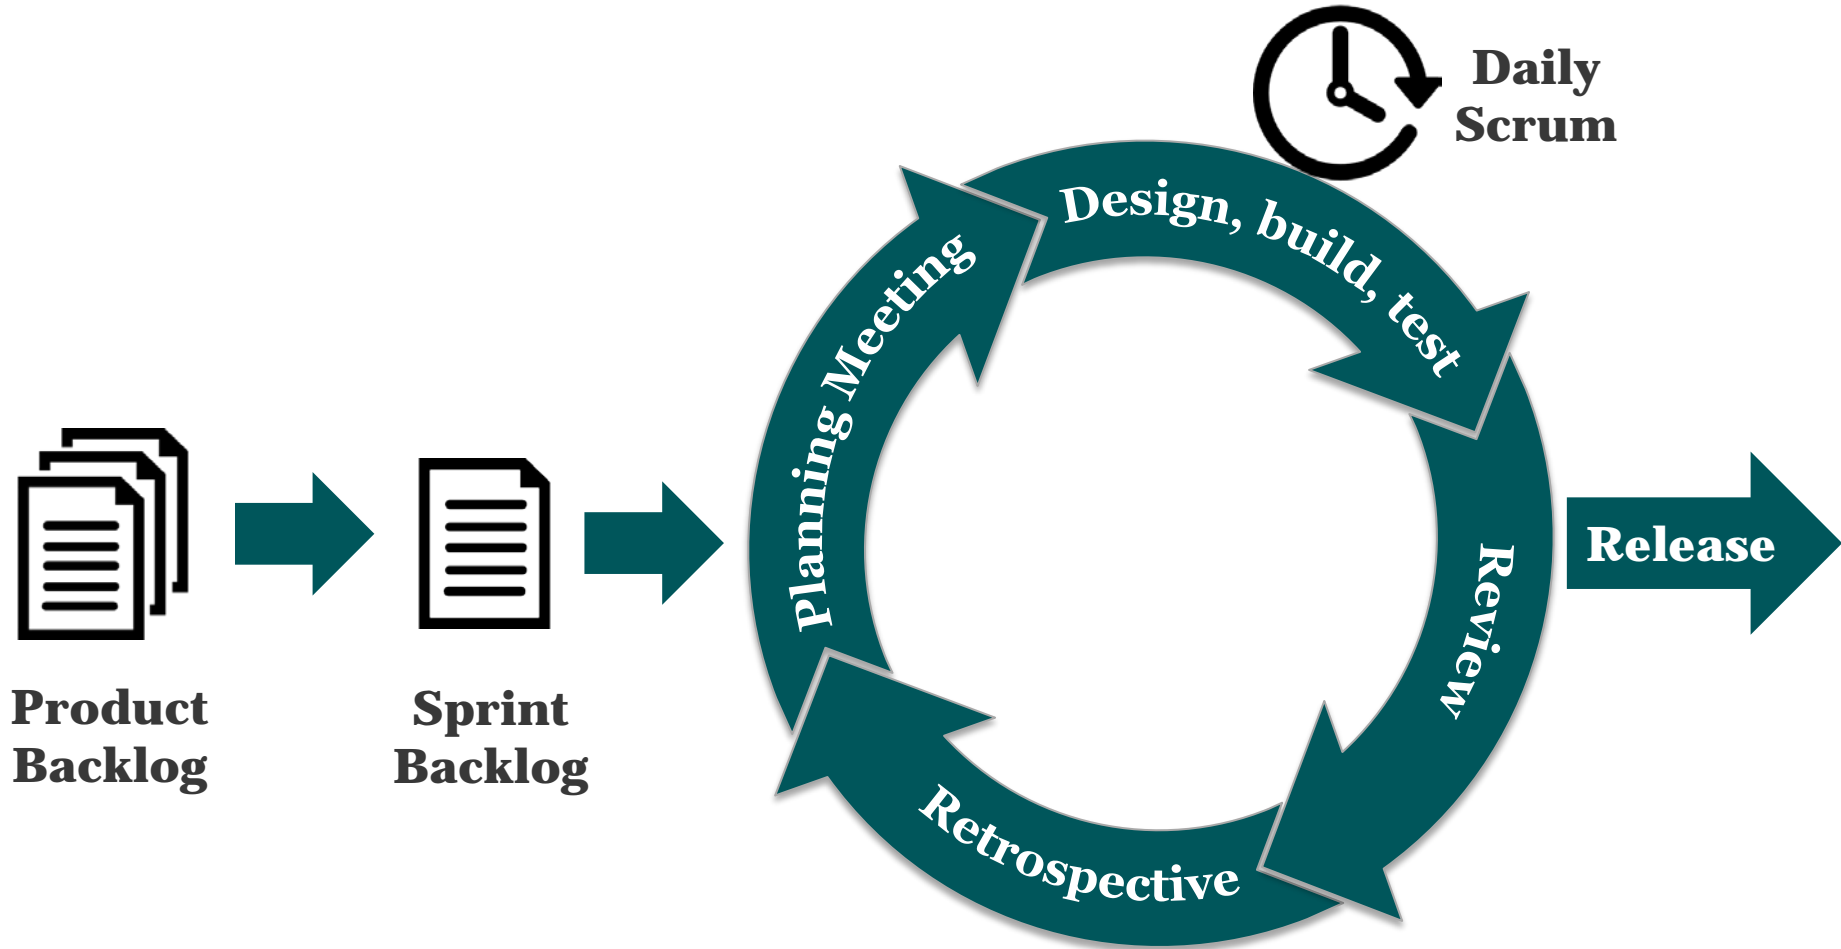 Daily
Scrum
Design, build, test
Planning Meeting
Review
Release
Retrospective
Product
Backlog
Sprint
Backlog